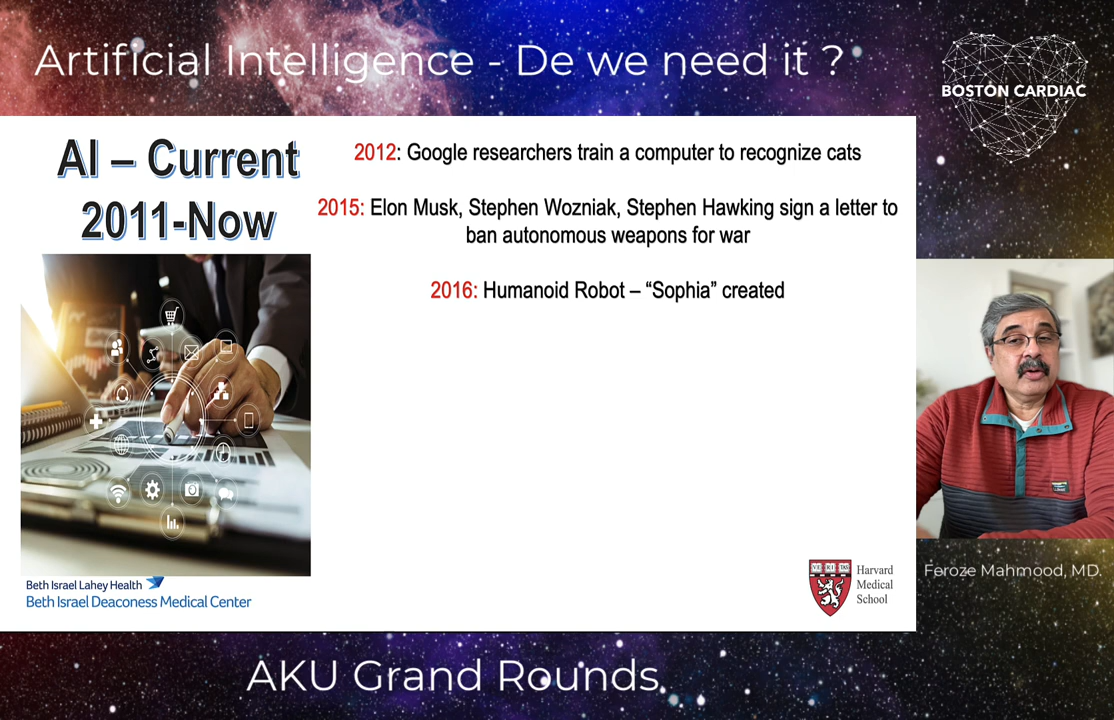 Artificial Intelligence - De we need it ?
BOSTON CARDIAC
AI – Current
2011-Now
2012: Google researchers train a computer to recognize cats
2015: Elon Musk, Stephen Wozniak, Stephen Hawking sign a letter to
ban autonomous weapons for war
2016: Humanoid Robot – “Sophia” created
Beth Israel Lahey Health
Beth Israel Deaconess Medical Center
VE RI TAS
Harvard
Medical
School
Feroze Mahmood, MD.
AKU Grand Rounds